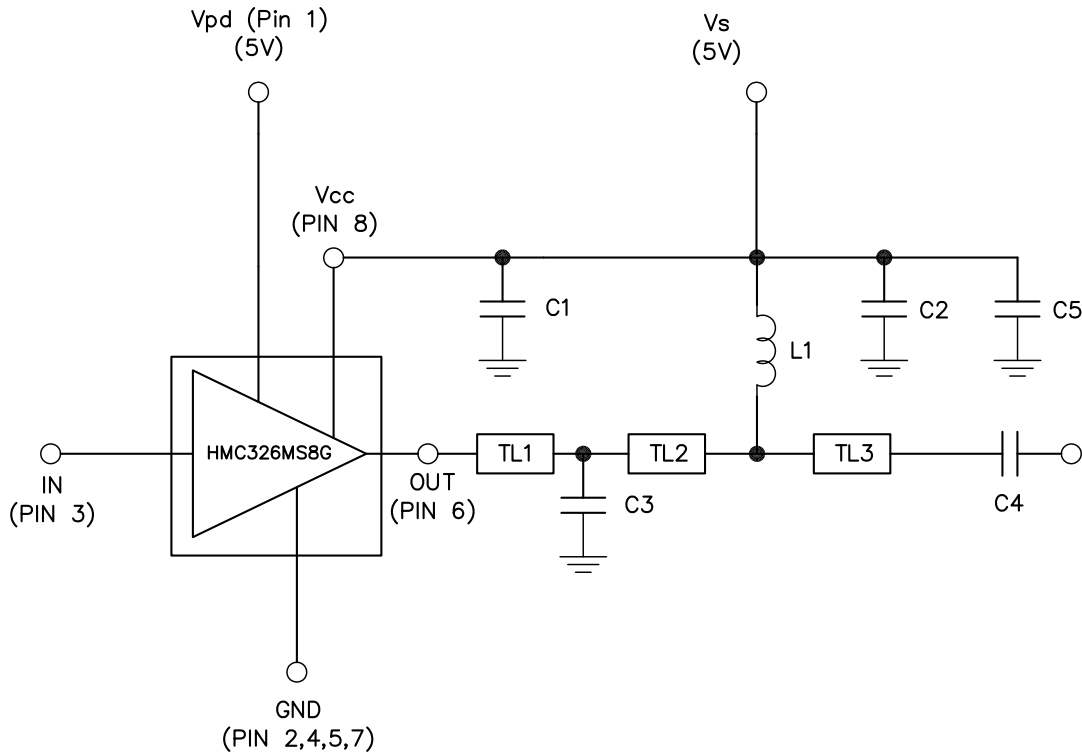 Vpd (Pin 1)
(5V)
Vs
(5V)
Vcc
(PIN 8)
C1
C2
C5
L1
HMC326MS8G
TL1
TL2
TL3
IN
(PIN 3)
OUT
(PIN 6)
C3
C4
GND
(PIN 2,4,5,7)